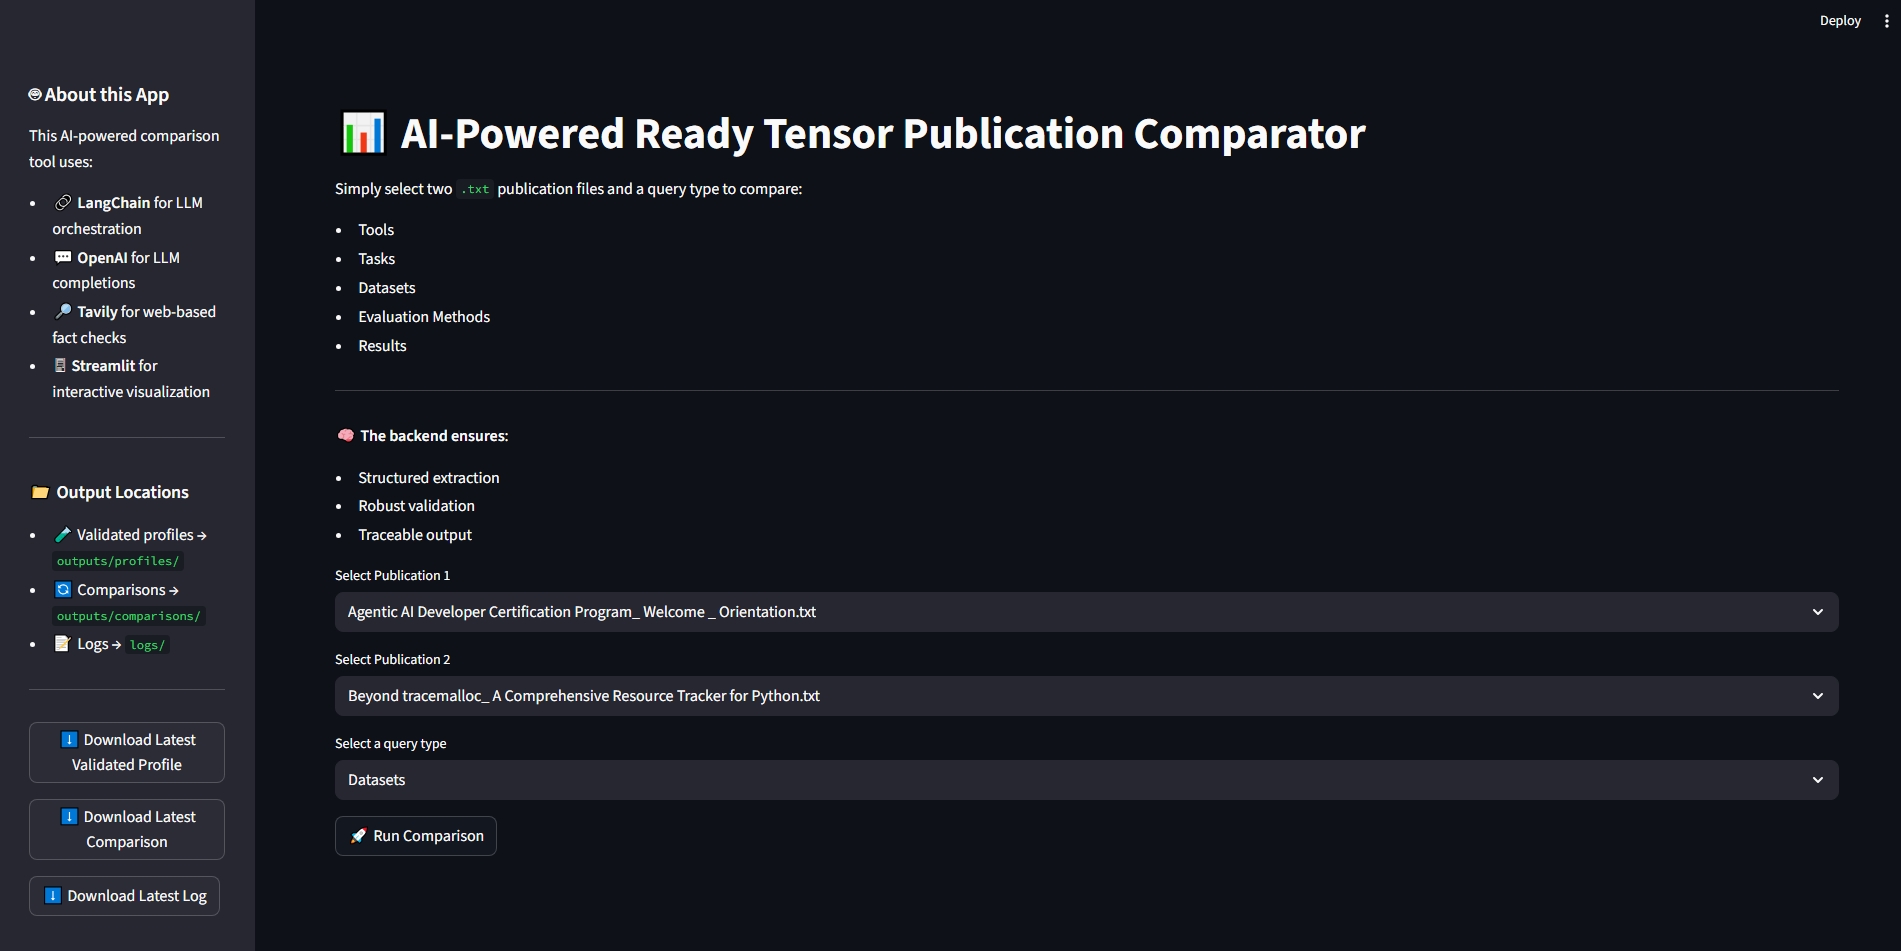 Deploy
About this App
This AI-powered comparison
tool uses:
LangChain for LLM
orchestration
OpenAI for LLM
completions
Tavily for web-based
fact checks
Streamlit for
interactive visualization
Output Locations
Validated profiles →
outputs/profiles/
Comparisons →
outputs/comparisons/
Logs → logs/
Download Latest
Validated Profile
Download Latest
Comparison
Download Latest Log
AI-Powered Ready Tensor Publication Comparator
Simply select two .txt publication files and a query type to compare:
Tools
Tasks
Datasets
Evaluation Methods
Results
The backend ensures:
Structured extraction
Robust validation
Traceable output
Select Publication 1
Agentic AI Developer Certification Program_ Welcome _ Orientation.txt
Select Publication 2
Beyond tracemalloc_ A Comprehensive Resource Tracker for Python.txt
Select a query type
Datasets
Run Comparison